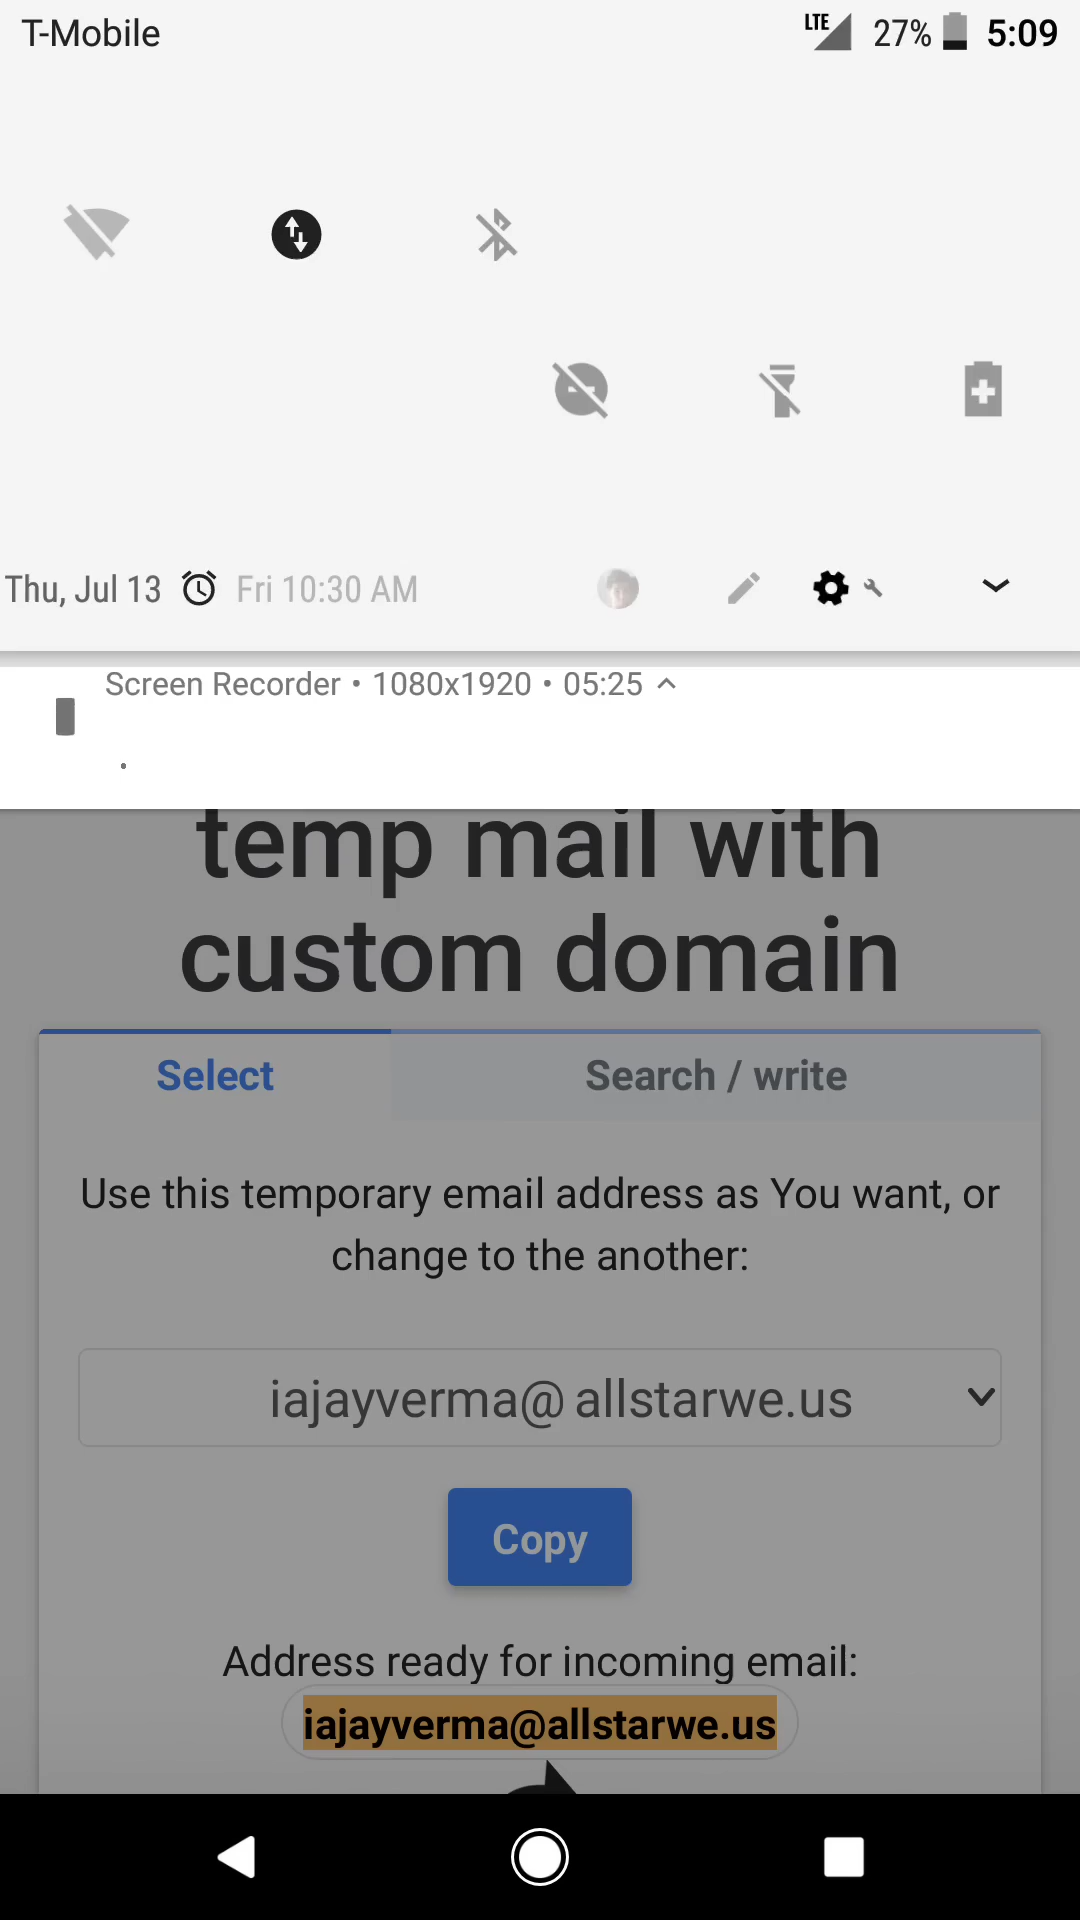 T-Mobile LTE 27% 5:09
Thu, Jul 13 Fri 10:30 AM
Screen Recorder • 1080x1920 • 05:25
temp mail with
custom domain
Select Search / write
Use this temporary email address as You want, or
change to the another:
iajayverma@ allstarwe.us
Copy
Address ready for incoming email:
iajayverma@allstarwe.us